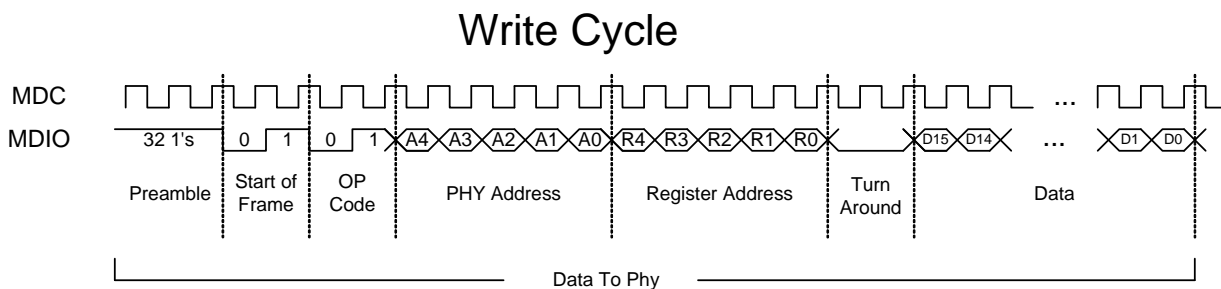 Write Cycle
MDC ...
MDIO 32 1's 0 1 0 1 A4 A3 A2 A1 A0 R4 R3 R2 R1 R0 D15 D14 ... D1 D0
Preamble Start of Frame OP Code PHY Address Register Address Turn Around Data
Data To Phy